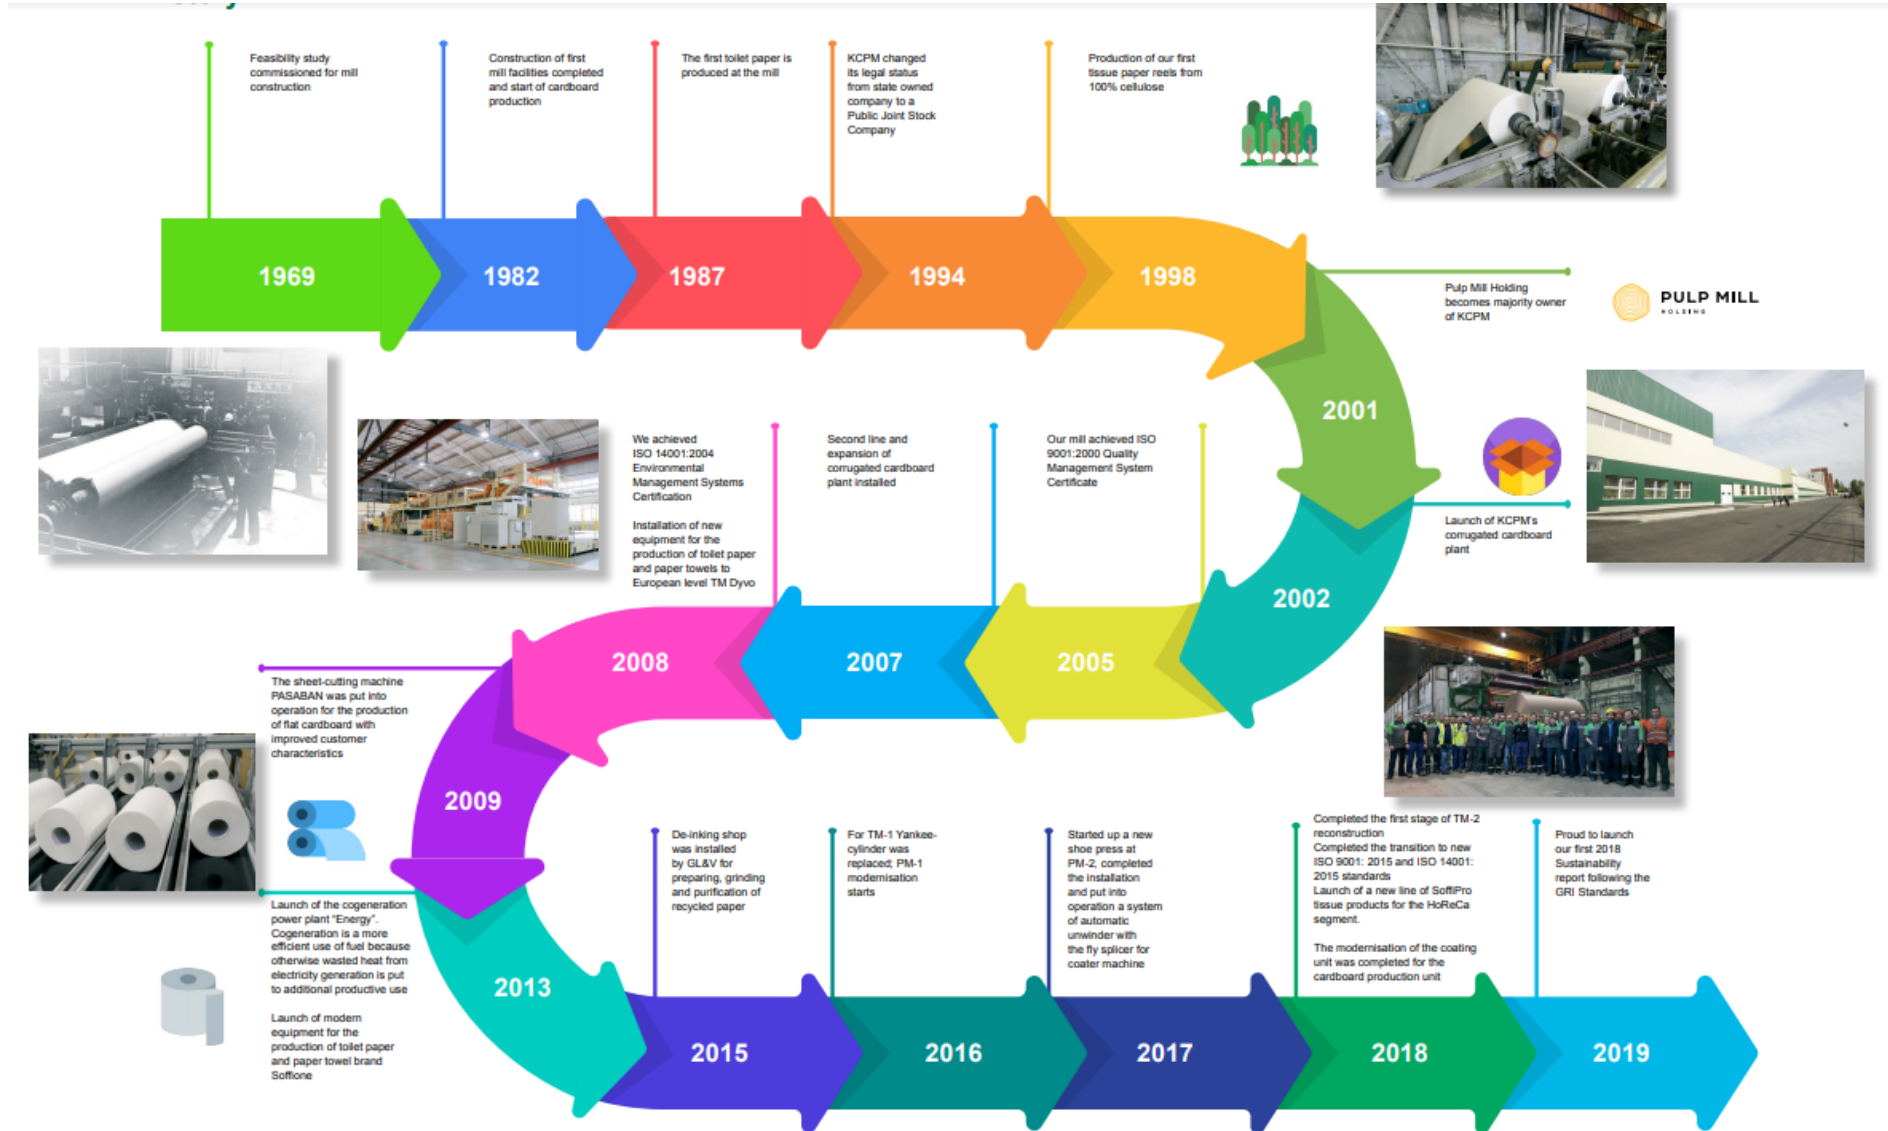 Feasibility study
commissioned for mill
construction
Construction of first
mill facilities completed
and start of cardboard
production
The first toilet paper is
produced at the mill
KCPM changed
its legal status
from state owned
company to a
Public Joint Stock
Company
Production of our first
tissue paper reels from
100% cellulose
1969
1982
1987
1994
1998
Pulp Mill Holding
becomes majority owner
of KCPM
PULP MILL
HOLDING
2001
Launch of KCPM's
corrugated cardboard
plant
2002
Our mill achieved ISO
9001:2000 Quality
Management System
Certificate
2005
Second line and
expansion of
corrugated cardboard
plant installed
2007
We achieved
ISO 14001:2004
Environmental
Management Systems
Certification
Installation of new
equipment for the
production of toilet paper
and paper towels to
European level TM Dyvo
2008
The sheet-cutting machine
PASABAN was put into
operation for the production
of flat cardboard with
improved customer
characteristics
2009
Launch of the cogeneration
power plant "Energy".
Cogeneration is a more
efficient use of fuel because
otherwise wasted heat from
electricity generation is put
to additional productive use
Launch of modern
equipment for the
production of toilet paper
and paper towel brand
Soffione
2013
De-inking shop
was installed
by GL&V for
preparing, grinding
and purification of
recycled paper
2015
For TM-1 Yankee-
cylinder was
replaced; PM-1
modernisation
starts
2016
Started up a new
shoe press at
PM-2, completed
the installation
and put into
operation a system
of automatic
unwinder with
the fly splicer for
coater machine
2017
Completed the first stage of TM-2
reconstruction
Completed the transition to new
ISO 9001: 2015 and ISO 14001:
2015 standards
Launch of a new line of SoffiPro
tissue products for the HoReCa
segment.
The modernisation of the coating
unit was completed for the
cardboard production unit
2018
Proud to launch
our first 2018
Sustainability
report following the
GRI Standards
2019